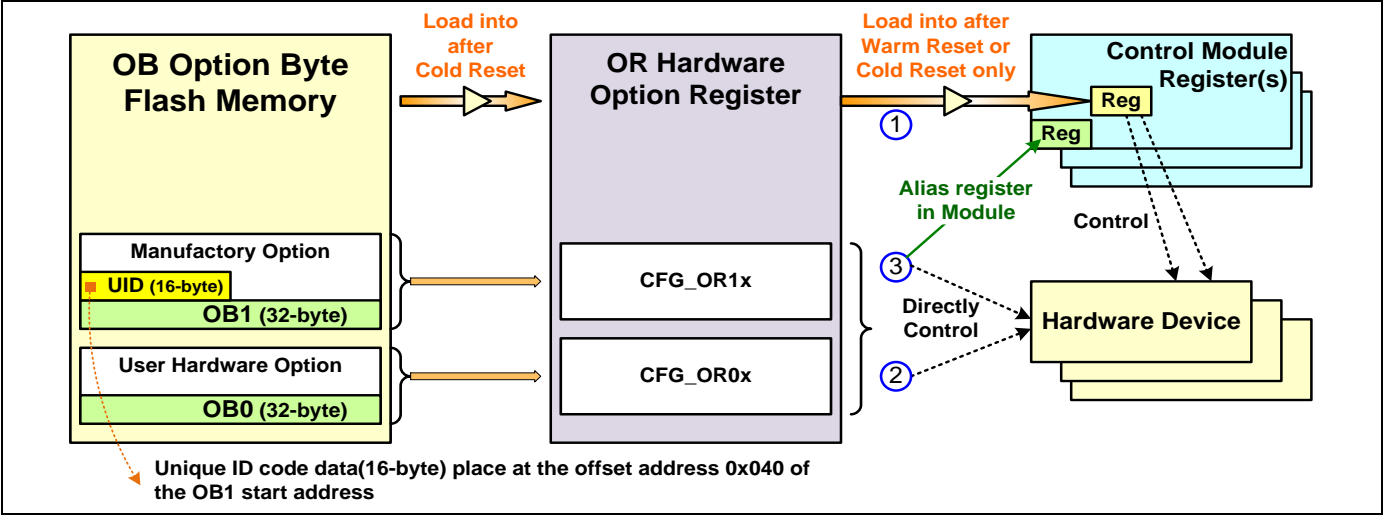 OB Option Byte
Flash Memory
Load into
after
Cold Reset
OR Hardware
Option Register
Load into after
Warm Reset or
Cold Reset only
1
Control Module
Register(s)
Reg
Reg
Alias register
in Module
Control
Manufactory Option
UID (16-byte)
OB1 (32-byte)
CFG_OR1x
3
Directly
Control
Hardware Device
User Hardware Option
OB0 (32-byte)
CFG_OR0x
2
Unique ID code data(16-byte) place at the offset address 0x040 of
the OB1 start address